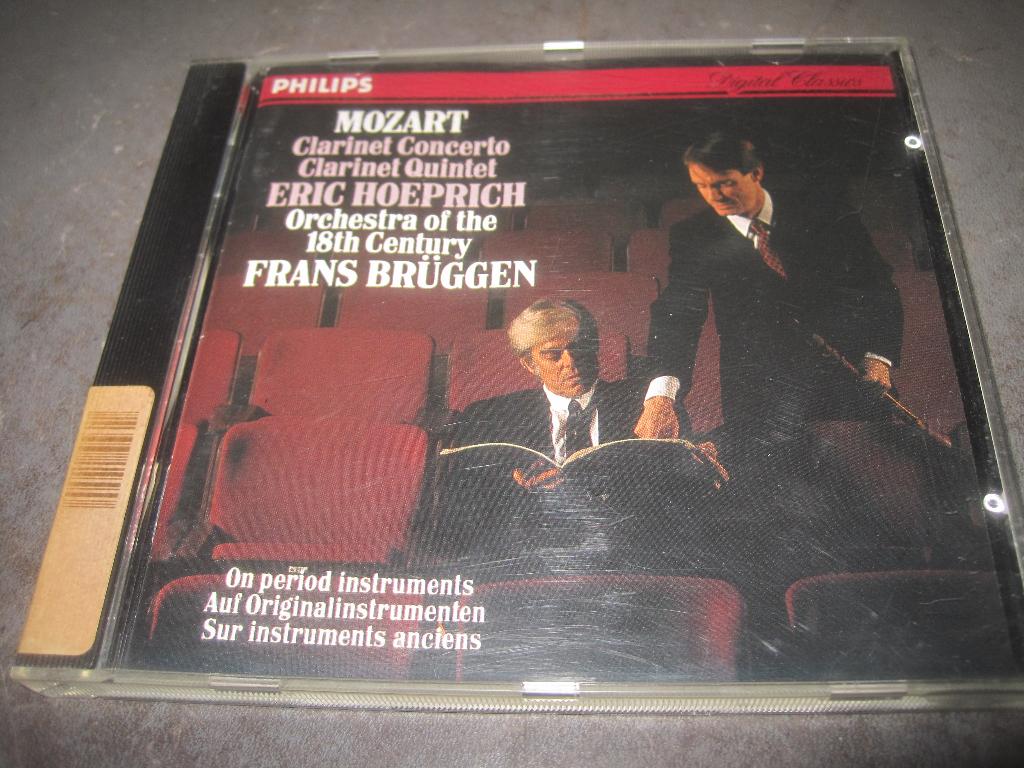 PHILIPS
Digital Classics
MOZART
Clarinet Concerto
Clarinet Quintet
ERIC HOEPRICH
Orchestra of the
18th Century
FRANS BRÜGGEN
On period instruments
Auf Originalinstrumenten
Sur instruments anciens